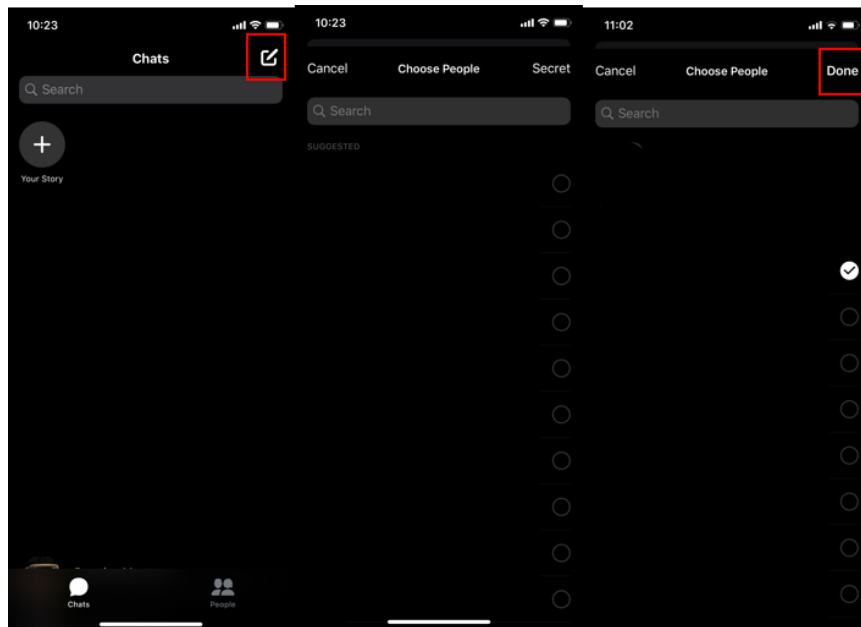 10:23
Chats
Search
Your Story
Chats
People
10:23
Cancel
Choose People
Secret
Search
SUGGESTED
11:02
Cancel
Choose People
Done
Search